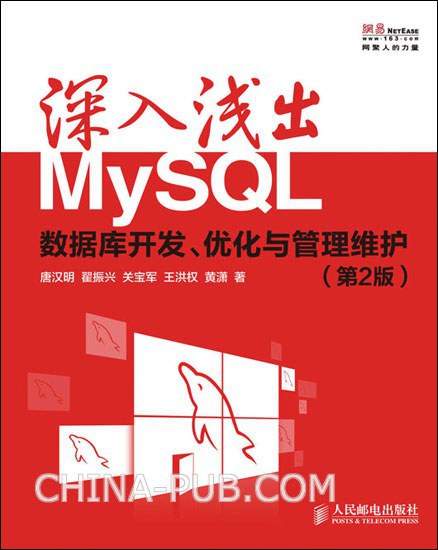 網易 NETEASE
www.163.com
网聚人的力量
深入浅出
MySQL
数据库开发、优化与管理维护
(第2版)
唐汉明 翟振兴 关宝军 王洪权 黄潇 著
CHINA-PUB.COM
人民邮电出版社
POSTS & TELECOM PRESS